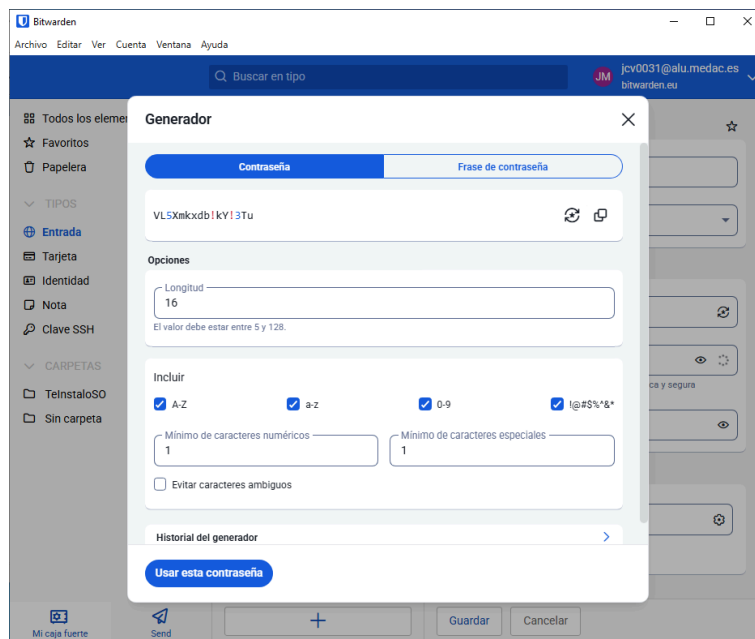 Bitwarden
Archivo Editar Ver Cuenta Ventana Ayuda
Buscar en tipo
JM
jcv0031@alu.medac.es
bitwarden.eu
Todos los elemen
Favoritos
Papelera
TIPOS
Entrada
Tarjeta
Identidad
Nota
Clave SSH
CARPETAS
TeInstaloSO
Sin carpeta
Generador
Contraseña
Frase de contraseña
VL5Xmkxdb!kY!3Tu
Opciones
Longitud
16
El valor debe estar entre 5 y 128.
Incluir
A-Z
a-z
0-9
!@#$%^&*
Mínimo de caracteres numéricos
1
Mínimo de caracteres especiales
1
Evitar caracteres ambiguos
Historial del generador
Usar esta contraseña
ca y segura
Mi caja fuerte
Send
Guardar
Cancelar